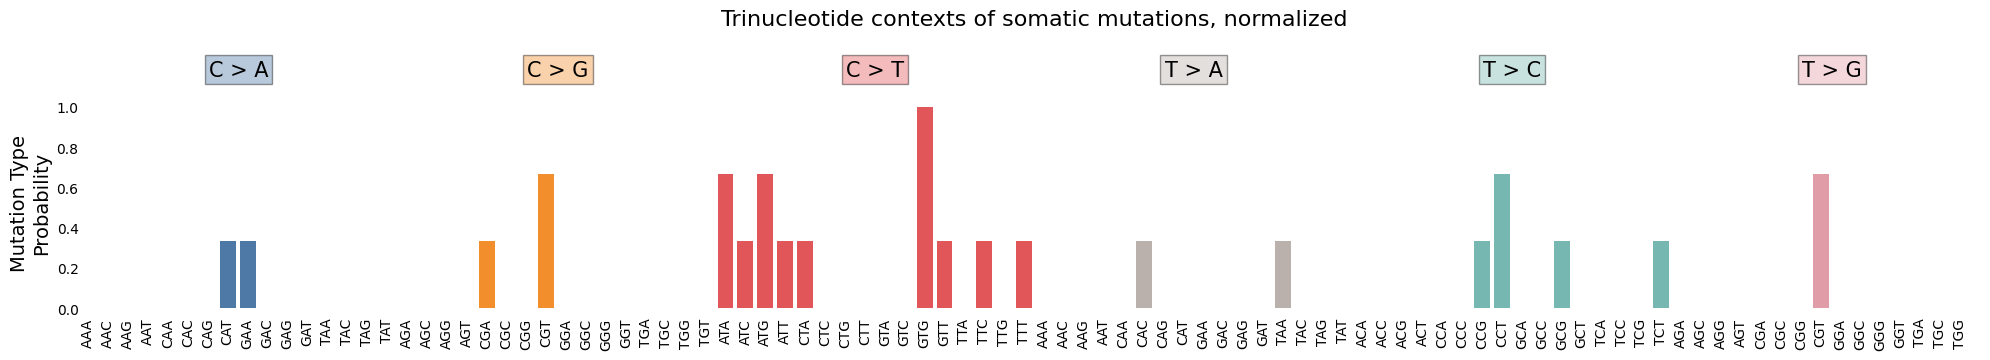 Trinucleotide contexts of somatic mutations, normalized
C > A
C > G
C > T
T > A
T > C
T > G
Mutation Type
Probability
1.0
0.8
0.6
0.4
0.2
0.0
AAA AAC AAG AAT CAA CAC CAG CAT GAA GAC GAG GAT TAA TAC TAG TAT AGA AGC AGG AGT CGA CGC CGG CGT GGA GGC GGG GGT TGA TGC TGG TGT ATA ATC ATG ATT CTA CTC CTG CTT GTA GTC GTG GTT TTA TTC TTG TTT AAA AAC AAG AAT CAA CAC CAG CAT GAA GAC GAG GAT TAA TAC TAG TAT ACA ACC ACG ACT CCA CCC CCG CCT GCA GCC GCG GCT TCA TCC TCG TCT AGA AGC AGG AGT CGA CGC CGG CGT GGA GGC GGG GGT TGA TGC TGG